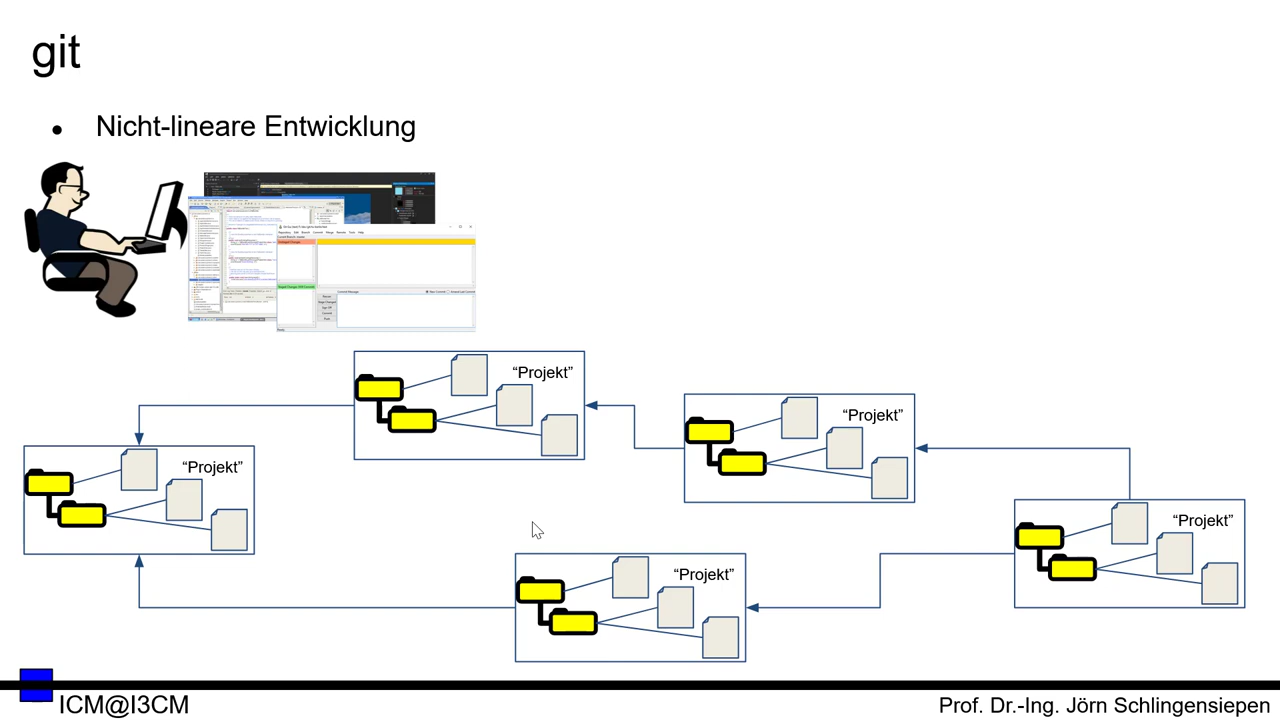 git
● Nicht-lineare Entwicklung
“Projekt”
“Projekt”
“Projekt”
“Projekt”
“Projekt”
ICM@I3CM
Prof. Dr.-Ing. Jörn Schlingensiepen